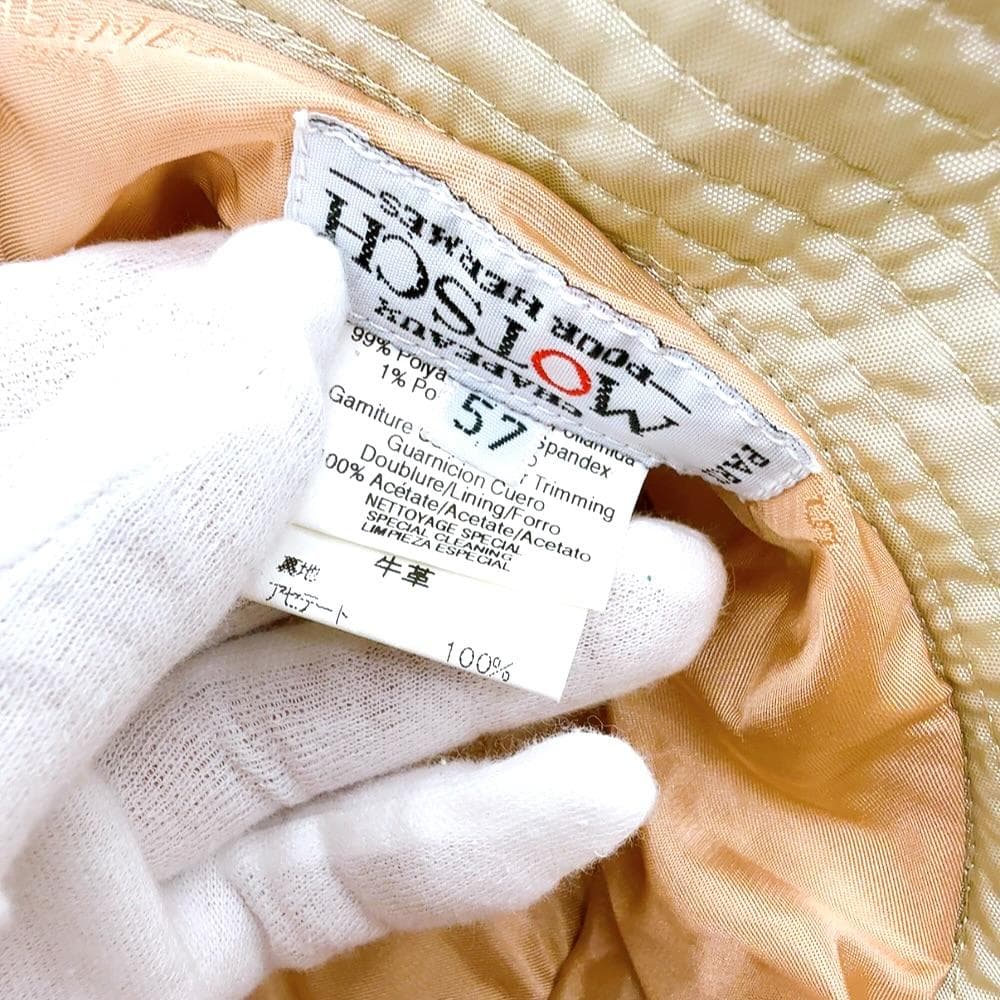 CHAPEAUX
MOTSCH
POUR HERMES
57
99% Polya
1% Po
Spandex
Garniture
Trimming
Guarnicion Cuero
Doublure/Lining/Forro
100% Acétate/Acetate/Acetato
NETTOYAGE SPECIAL
SPECIAL CLEANING
LIMPIEZA ESPECIAL
牛革
裏地
アセテート
100%